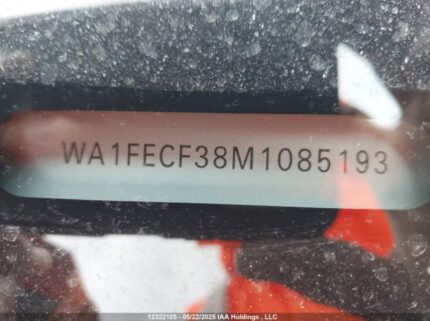 WA1FECF38M1085193
12322105 - 05/22/2025 IAA Holdings , LLC